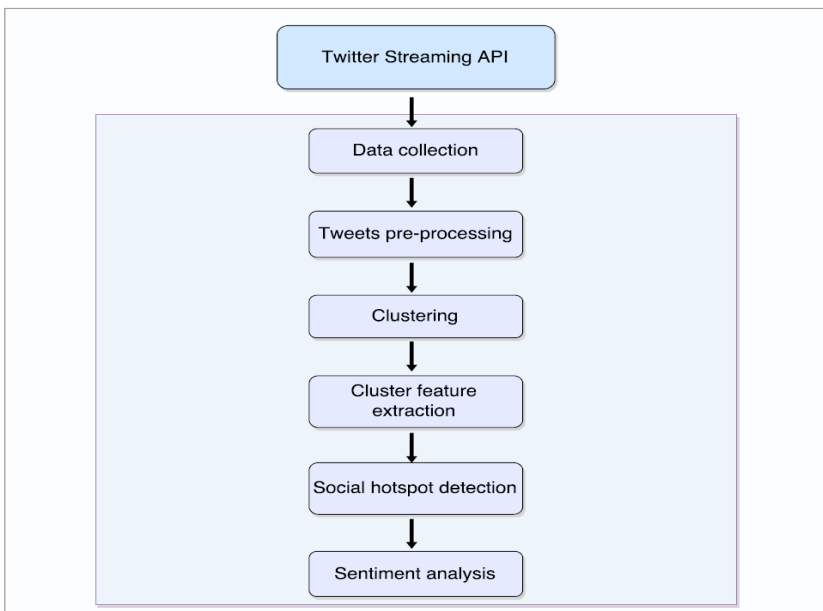 Twitter Streaming API
Data collection
Tweets pre-processing
Clustering
Cluster feature
extraction
Social hotspot detection
Sentiment analysis